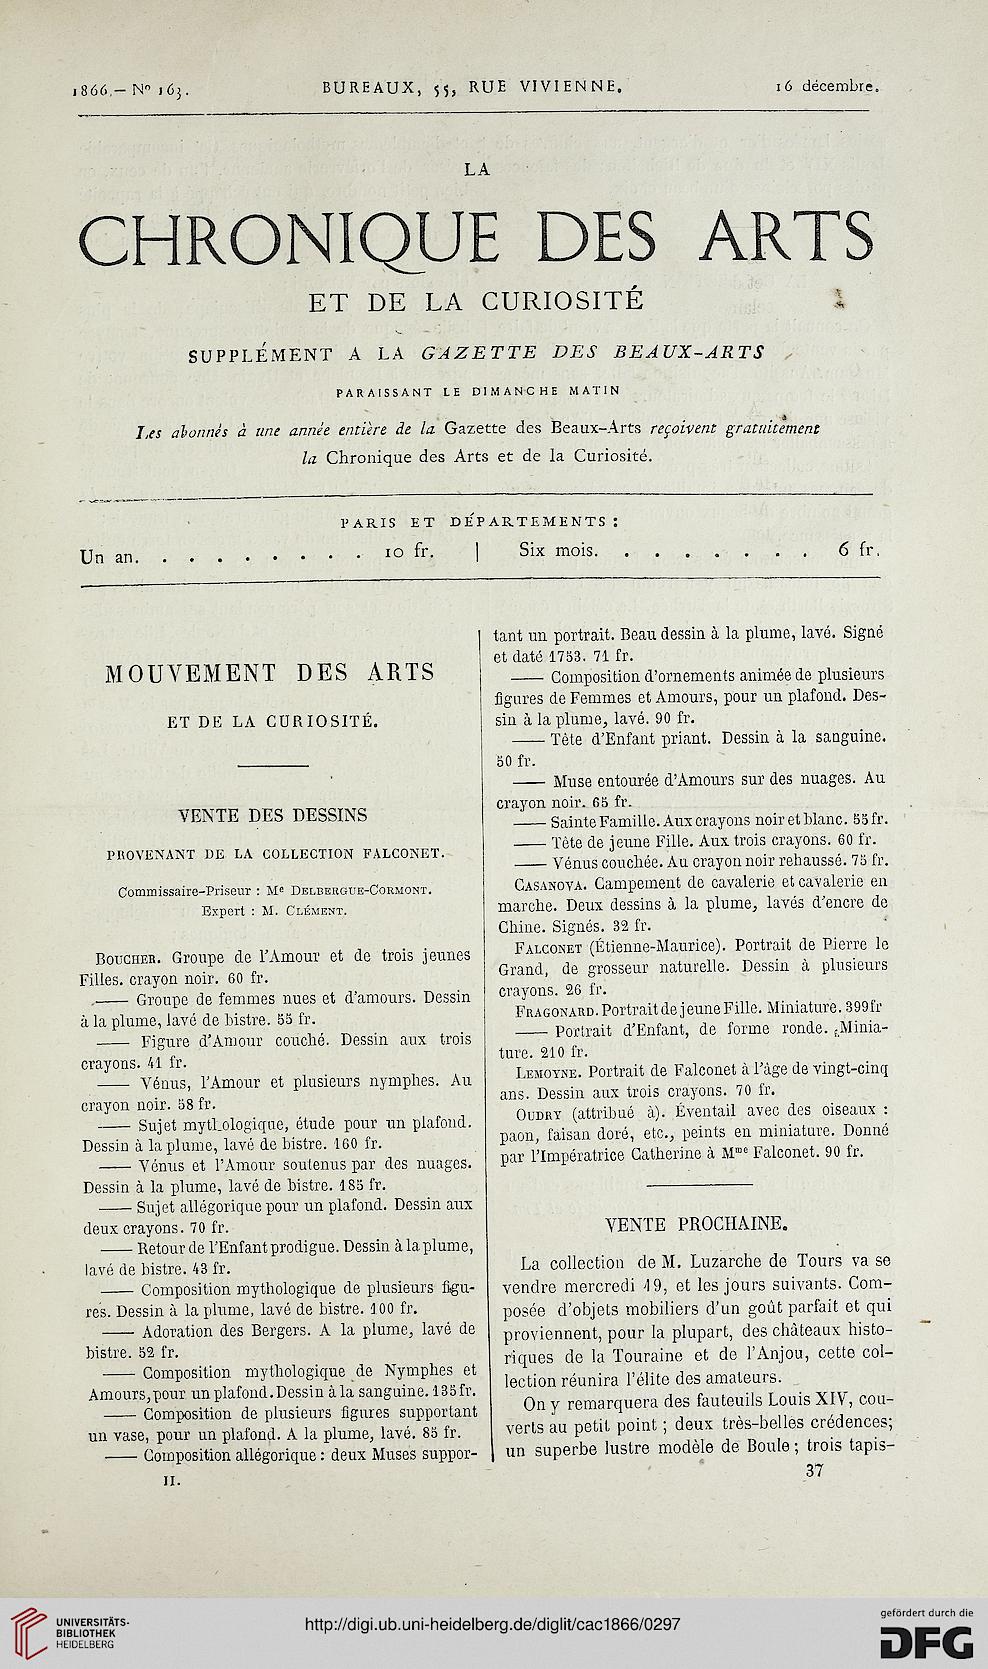 1866. — Nº 163.
BUREAUX, 55, RUE VIVIENNE.
16 décembre.
LA
CHRONIQUE DES ARTS
ET DE LA CURIOSITÉ
SUPPLÉMENT A LA GAZETTE DES BEAUX-ARTS
PARAISSANT LE DIMANCHE MATIN
Les abonnés à une année entière de la Gazette des Beaux-Arts reçoivent gratuitement
la Chronique des Arts et de la Curiosité.
PARIS ET DÉPARTEMENTS :
Un an. . . . . . . . . . 10 fr. | Six mois. . . . . . . . . 6 fr.
MOUVEMENT DES ARTS
ET DE LA CURIOSITÉ.
VENTE DES DESSINS
PROVENANT DE LA COLLECTION FALCONET.
Commissaire-Priseur : Me DELBERGUE-CORMONT.
Expert : M. CLÉMENT.
BOUCHER. Groupe de l'Amour et de trois jeunes
Filles. crayon noir. 60 fr.
—— Groupe de femmes nues et d'amours. Dessin
à la plume, lavé de bistre. 55 fr.
—— Figure d'Amour couché. Dessin aux trois
crayons. 41 fr.
—— Vénus, l'Amour et plusieurs nymphes. Au
crayon noir. 58 fr.
—— Sujet mythologique, étude pour un plafond.
Dessin à la plume, lavé de bistre. 160 fr.
—— Vénus et l'Amour soutenus par des nuages.
Dessin à la plume, lavé de bistre. 185 fr.
—— Sujet allégorique pour un plafond. Dessin aux
deux crayons. 70 fr.
—— Retour de l'Enfant prodigue. Dessin à la plume,
lavé de bistre. 43 fr.
—— Composition mythologique de plusieurs figu-
res. Dessin à la plume, lavé de bistre. 100 fr.
—— Adoration des Bergers. A la plume, lavé de
bistre. 52 fr.
—— Composition mythologique de Nymphes et
Amours, pour un plafond. Dessin à la sanguine. 135 fr.
—— Composition de plusieurs figures supportant
un vase, pour un plafond. A la plume, lavé. 85 fr.
—— Composition allégorique : deux Muses suppor-
II.
tant un portrait. Beau dessin à la plume, lavé. Signé
et daté 1753. 71 fr.
—— Composition d'ornements animée de plusieurs
figures de Femmes et Amours, pour un plafond. Des-
sin à la plume, lavé. 90 fr.
—— Tête d'Enfant priant. Dessin à la sanguine.
50 fr.
—— Muse entourée d'Amours sur des nuages. Au
crayon noir. 65 fr.
—— Sainte Famille. Aux crayons noir et blanc. 55 fr.
—— Tête de jeune Fille. Aux trois crayons. 60 fr.
—— Vénus couchée. Au crayon noir rehaussé. 75 fr.
CASANOVA. Campement de cavalerie et cavalerie en
marche. Deux dessins à la plume, lavés d'encre de
Chine. Signés. 32 fr.
FALCONET (Étienne-Maurice). Portrait de Pierre le
Grand, de grosseur naturelle. Dessin à plusieurs
crayons. 26 fr.
FRAGONARD. Portrait de jeune Fille. Miniature. 399 fr
—— Portrait d'Enfant, de forme ronde. Minia-
ture. 210 fr.
LEMOYNE. Portrait de Falconet à l'âge de vingt-cinq
ans. Dessin aux trois crayons. 70 fr.
OUDRY (attribué à). Éventail avec des oiseaux :
paon, faisan doré, etc., peints en miniature. Donné
par l'Impératrice Catherine à Mme Falconet. 90 fr.
VENTE PROCHAINE.
La collection de M. Luzarche de Tours va se
vendre mercredi 19, et les jours suivants. Com-
posée d'objets mobiliers d'un goût parfait et qui
proviennent, pour la plupart, des châteaux histo-
riques de la Touraine et de l'Anjou, cette col-
lection réunira l'élite des amateurs.
On y remarquera des fauteuils Louis XIV, cou-
verts au petit point ; deux très-belles crédences;
un superbe lustre modèle de Boule ; trois tapis-
37
UNIVERSITÄTS-
BIBLIOTHEK
HEIDELBERG
http://digi.ub.uni-heidelberg.de/diglit/cac1866/0297
gefördert durch die
DFG